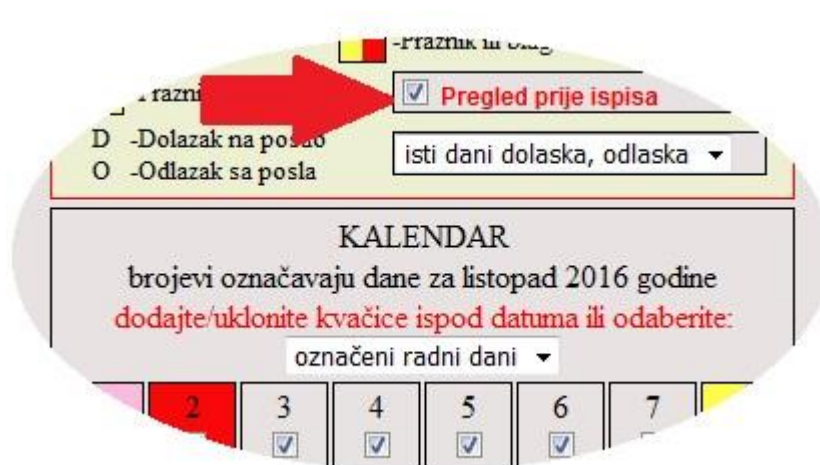 -Praznik ili
Pregled prije ispisa
D -Dolazak na posao
O -Odlazak sa posla
isti dani dolaska, odlaska
KALENDAR
brojevi označavaju dane za listopad 2016 godine
dodajte/uklonite kvačice ispod datuma ili odaberite:
označeni radni dani
2 3 4 5 6 7